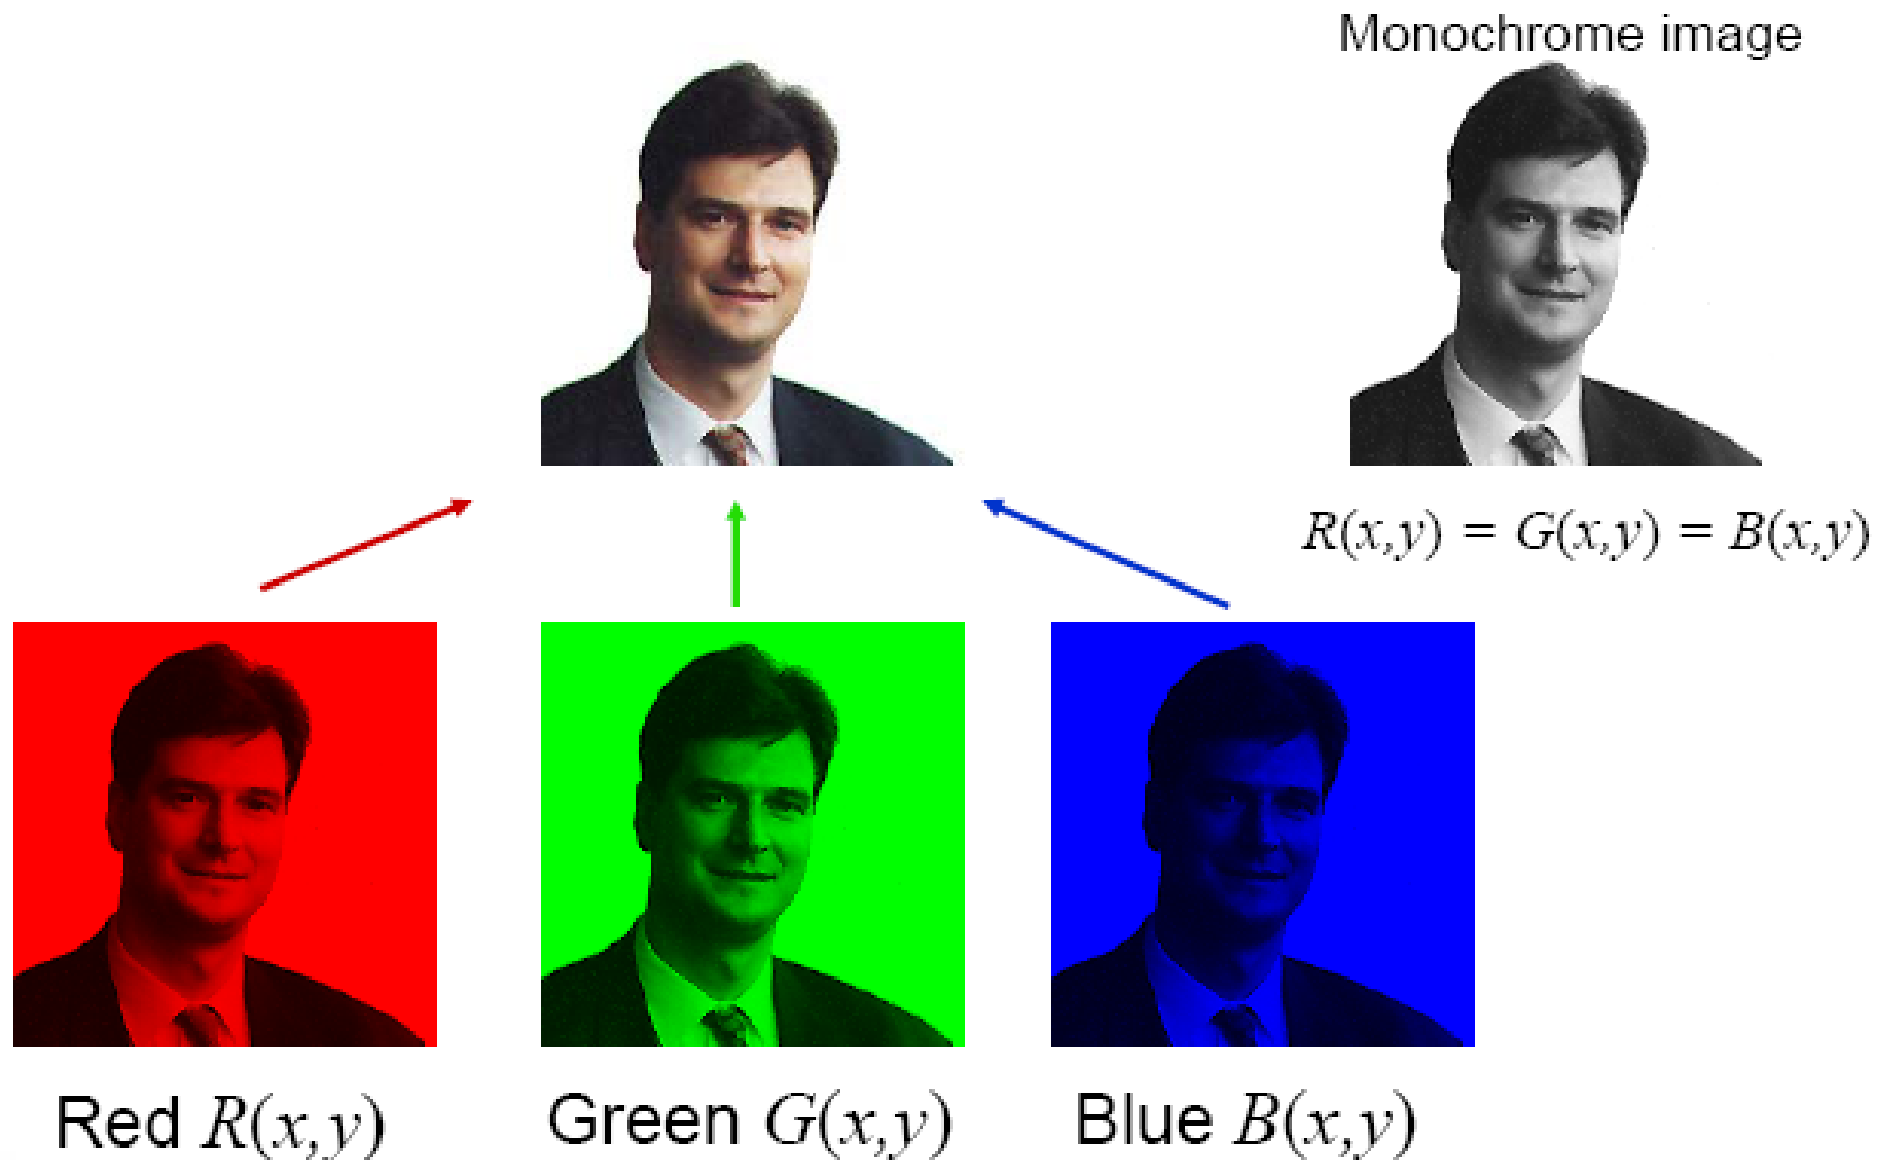 Monochrome image
R(x,y) = G(x,y) = B(x,y)
Red R(x,y)
Green G(x,y)
Blue B(x,y)